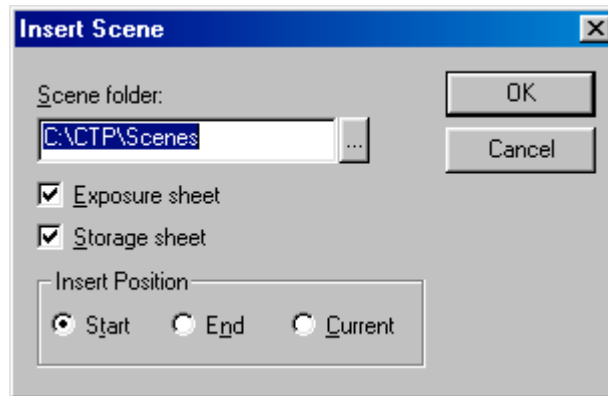 Insert Scene
Scene folder:
OK
C:\CTP\Scenes
...
Cancel
Exposure sheet
Storage sheet
Insert Position
Start End Current